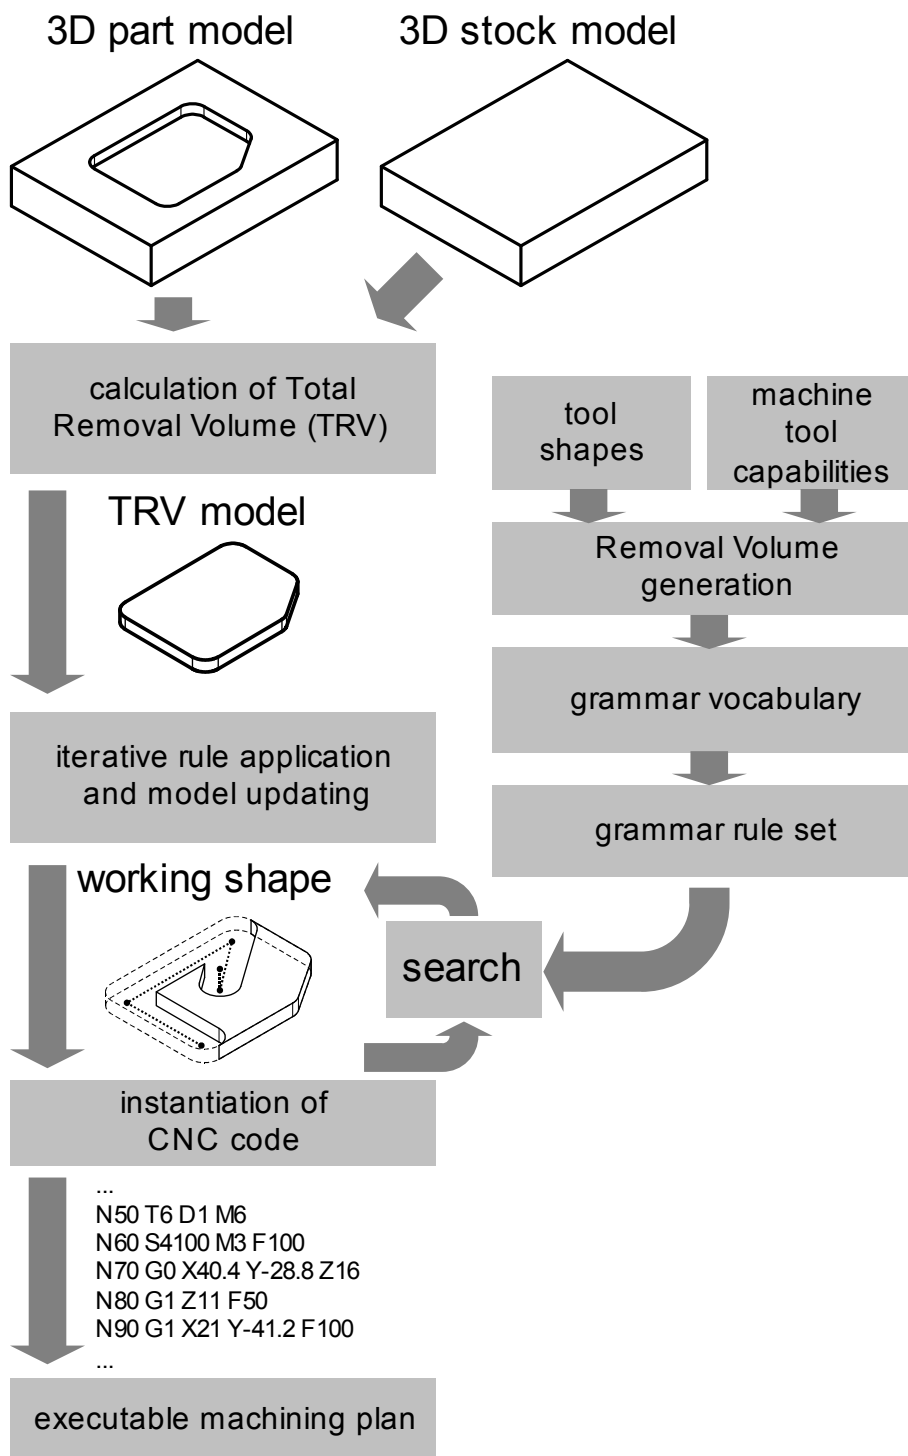 3D part model
3D stock model
calculation of Total
Removal Volume (TRV)
tool
shapes
machine
tool
capabilities
TRV model
Removal Volume
generation
grammar vocabulary
iterative rule application
and model updating
grammar rule set
working shape
search
instantiation of
CNC code
...
N50 T6 D1 M6
N60 S4100 M3 F100
N70 G0 X40.4 Y-28.8 Z16
N80 G1 Z11 F50
N90 G1 X21 Y-41.2 F100
...
executable machining plan